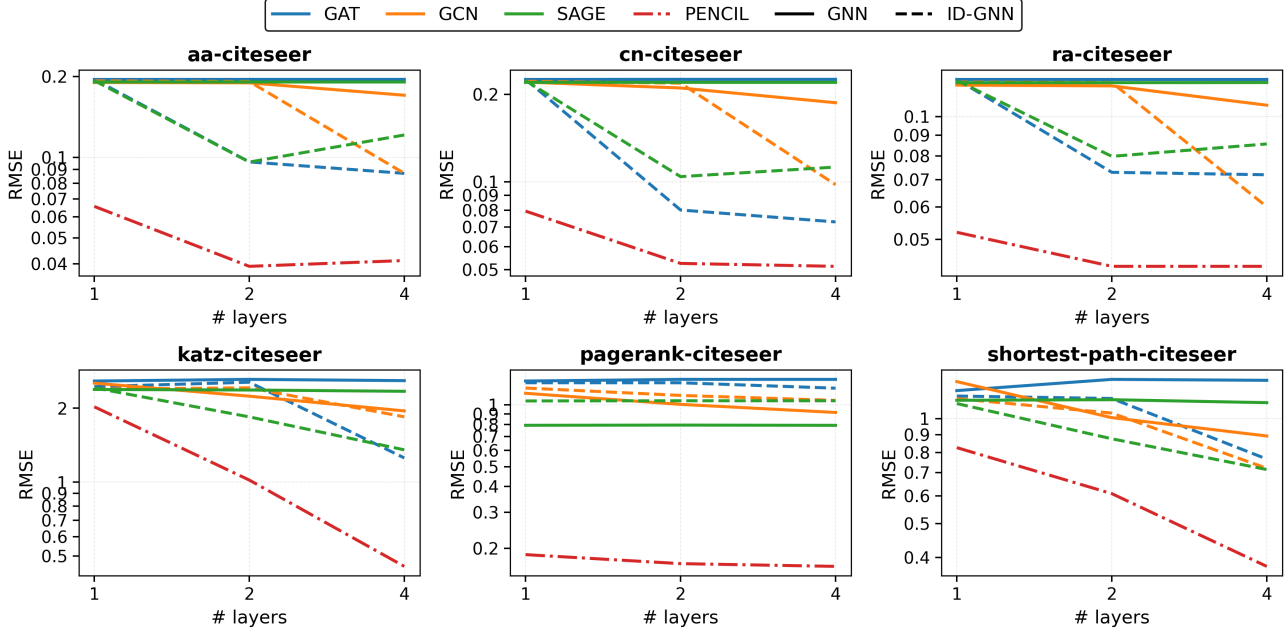 GAT GCN SAGE PENCIL GNN ID-GNN
aa-citeseer
RMSE
0.2
0.1
0.09
0.08
0.07
0.06
0.05
0.04
1 2 4
# layers
cn-citeseer
RMSE
0.2
0.1
0.09
0.08
0.07
0.06
0.05
1 2 4
# layers
ra-citeseer
RMSE
0.1
0.09
0.08
0.07
0.06
0.05
1 2 4
# layers
katz-citeseer
RMSE
2
1
0.9
0.8
0.7
0.6
0.5
1 2 4
# layers
pagerank-citeseer
RMSE
1
0.9
0.8
0.7
0.6
0.5
0.4
0.3
0.2
1 2 4
# layers
shortest-path-citeseer
RMSE
1
0.9
0.8
0.7
0.6
0.5
0.4
1 2 4
# layers